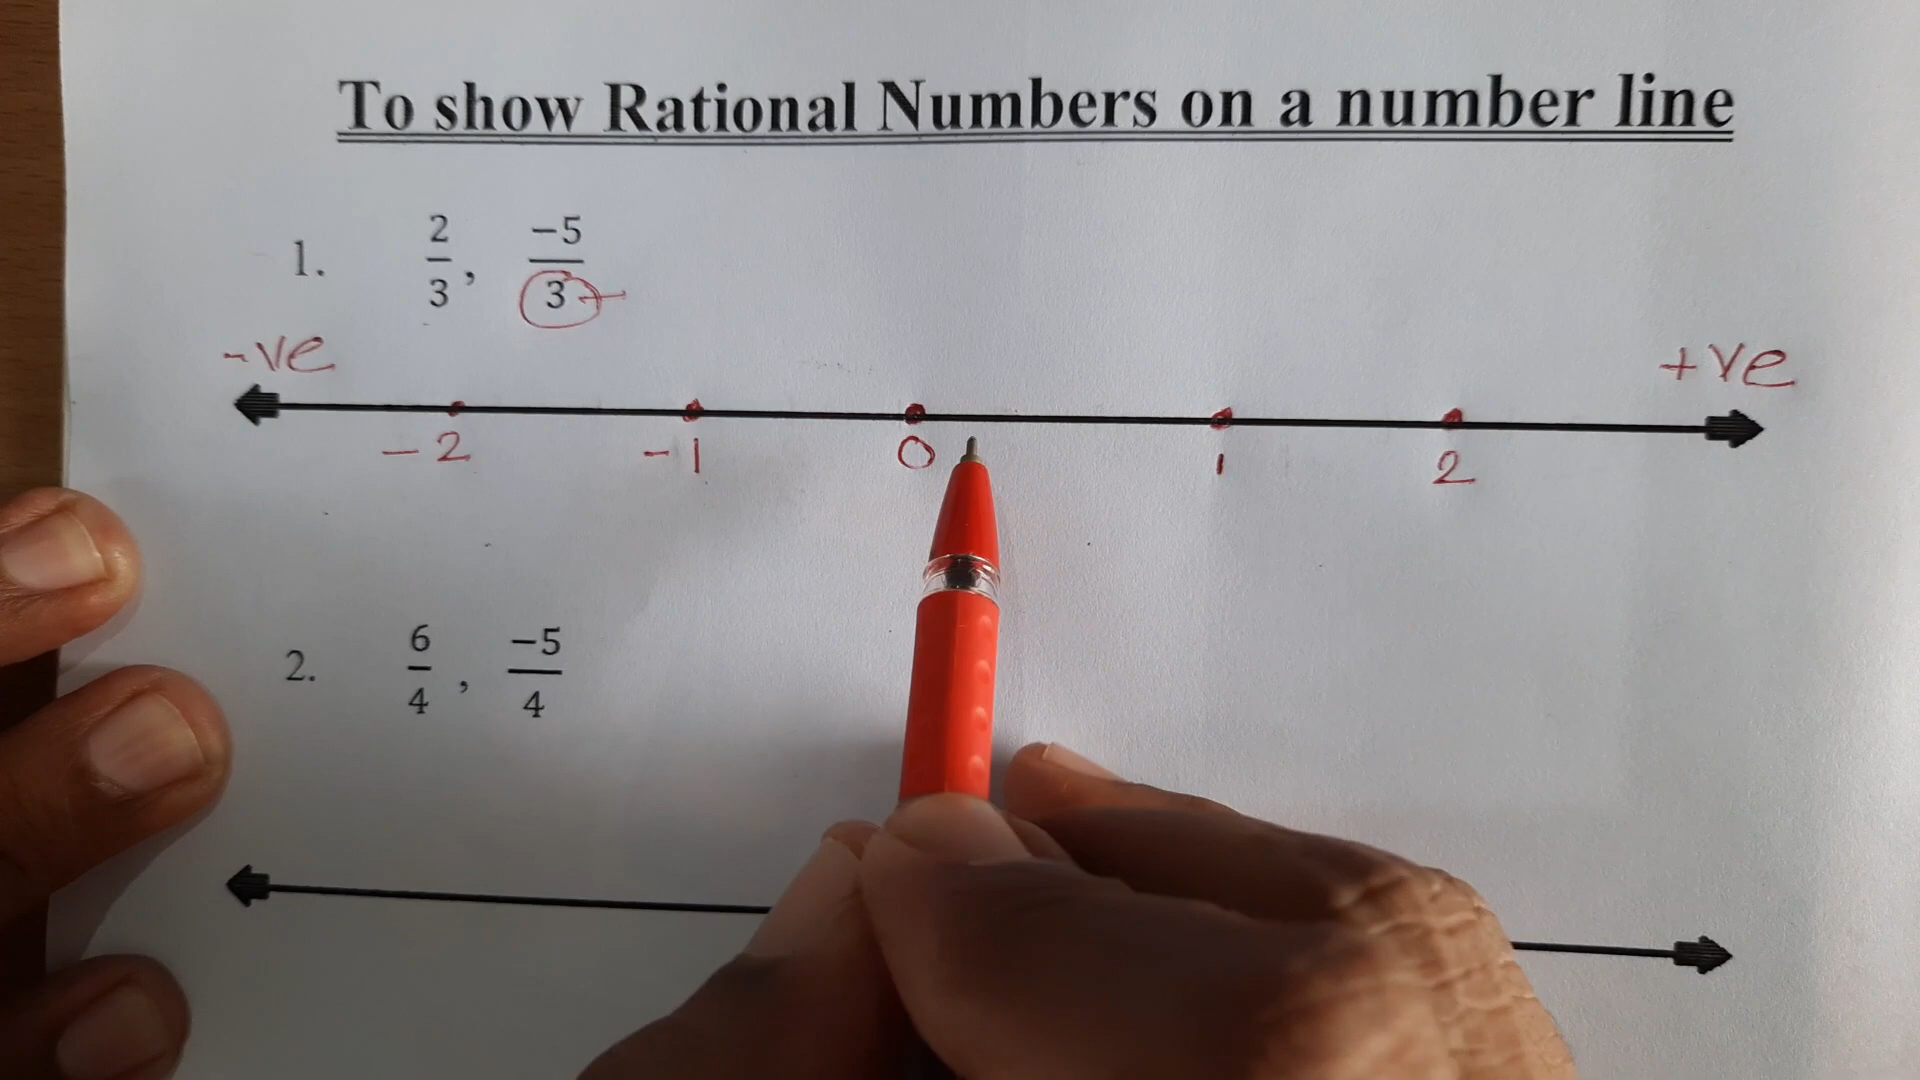 To show Rational Numbers on a number line
1. 2/3, -5/3
-ve +ve
-2 -1 0 1 2
2. 6/4, -5/4